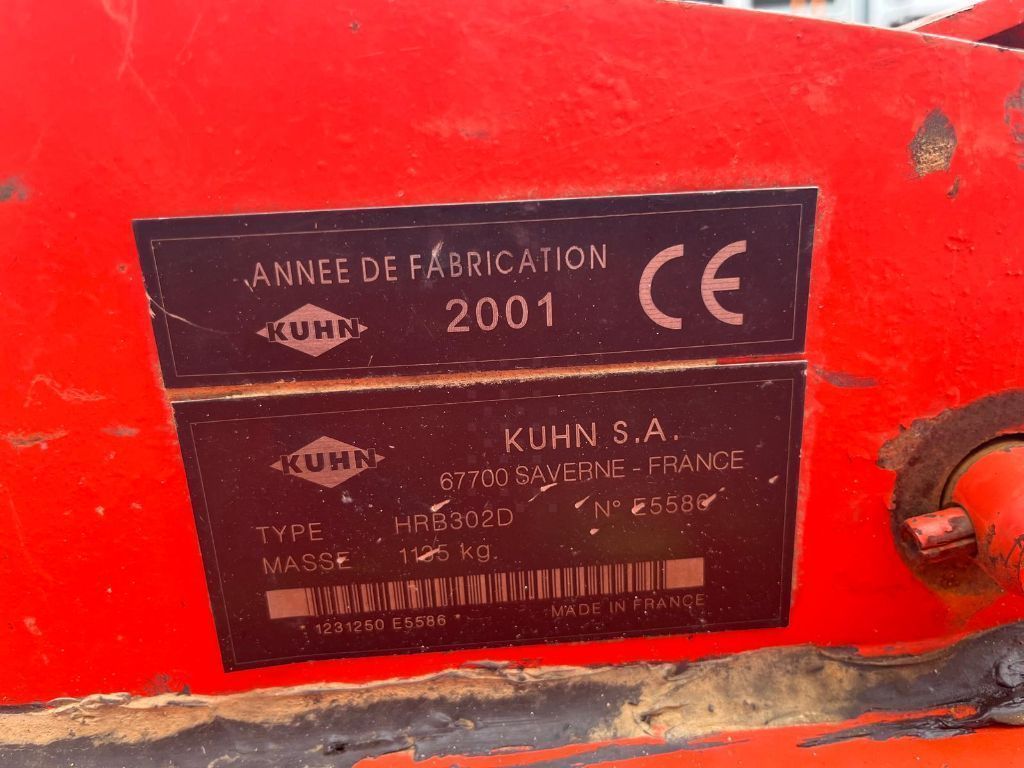 ANNEE DE FABRICATION
KUHN 2001 CE
KUHN KUHN S.A.
67700 SAVERNE - FRANCE
TYPE HRB302D N° E5586
MASSE kg.
1231250 E5586 MADE IN FRANCE